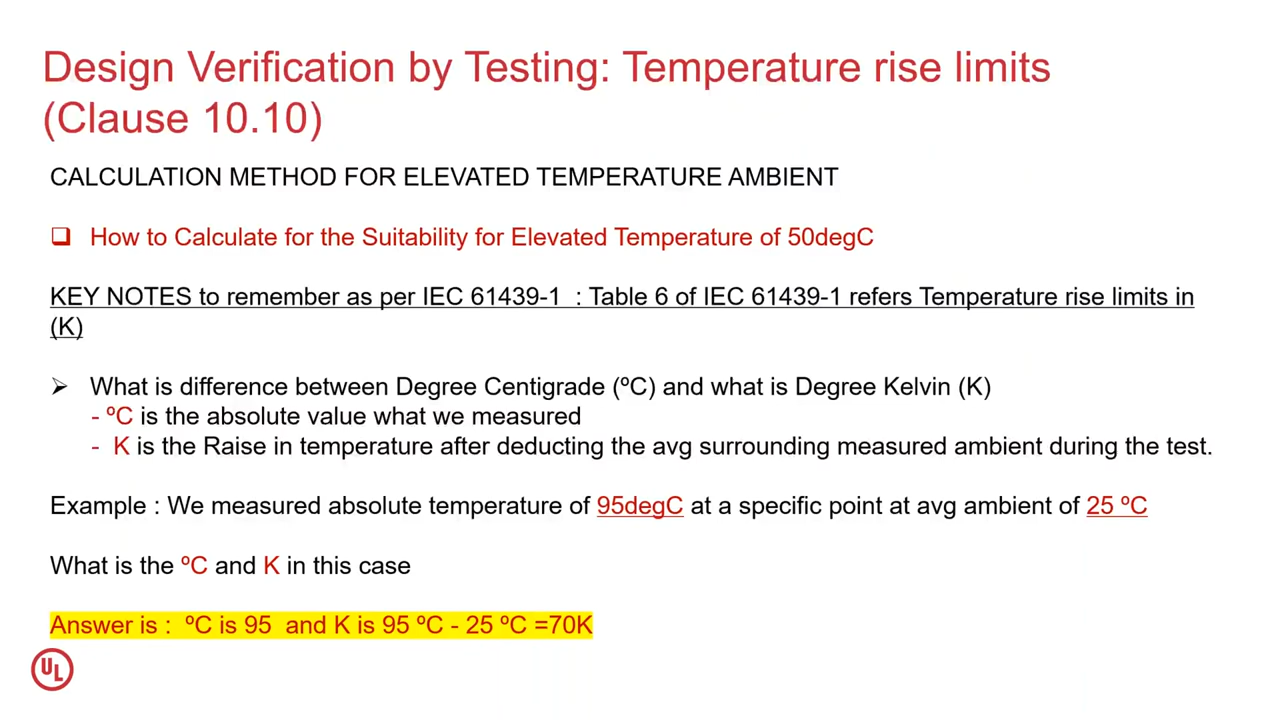 Design Verification by Testing: Temperature rise limits
(Clause 10.10)
CALCULATION METHOD FOR ELEVATED TEMPERATURE AMBIENT
❑ How to Calculate for the Suitability for Elevated Temperature of 50degC
KEY NOTES to remember as per IEC 61439-1 : Table 6 of IEC 61439-1 refers Temperature rise limits in
(K)
➢ What is difference between Degree Centigrade (ºC) and what is Degree Kelvin (K)
- ºC is the absolute value what we measured
- K is the Raise in temperature after deducting the avg surrounding measured ambient during the test.
Example : We measured absolute temperature of 95degC at a specific point at avg ambient of 25 ºC
What is the ºC and K in this case
Answer is : ºC is 95 and K is 95 ºC - 25 ºC =70K
UL